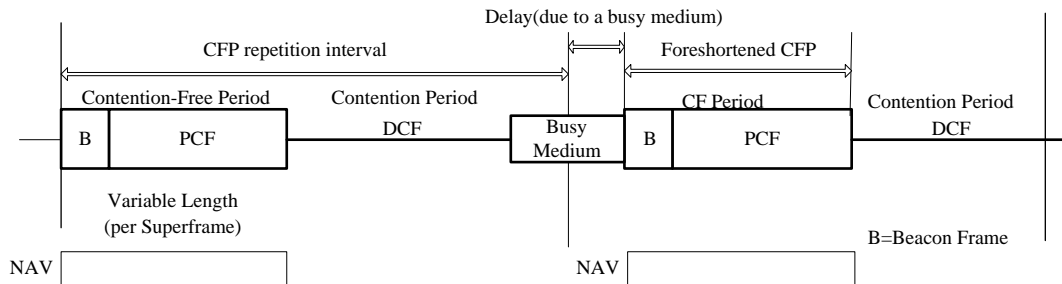 Delay(due to a busy medium)
CFP repetition interval
Foreshortened CFP
Contention-Free Period
Contention Period
CF Period
Contention Period
B
PCF
DCF
Busy
Medium
B
PCF
DCF
Variable Length
(per Superframe)
B=Beacon Frame
NAV
NAV